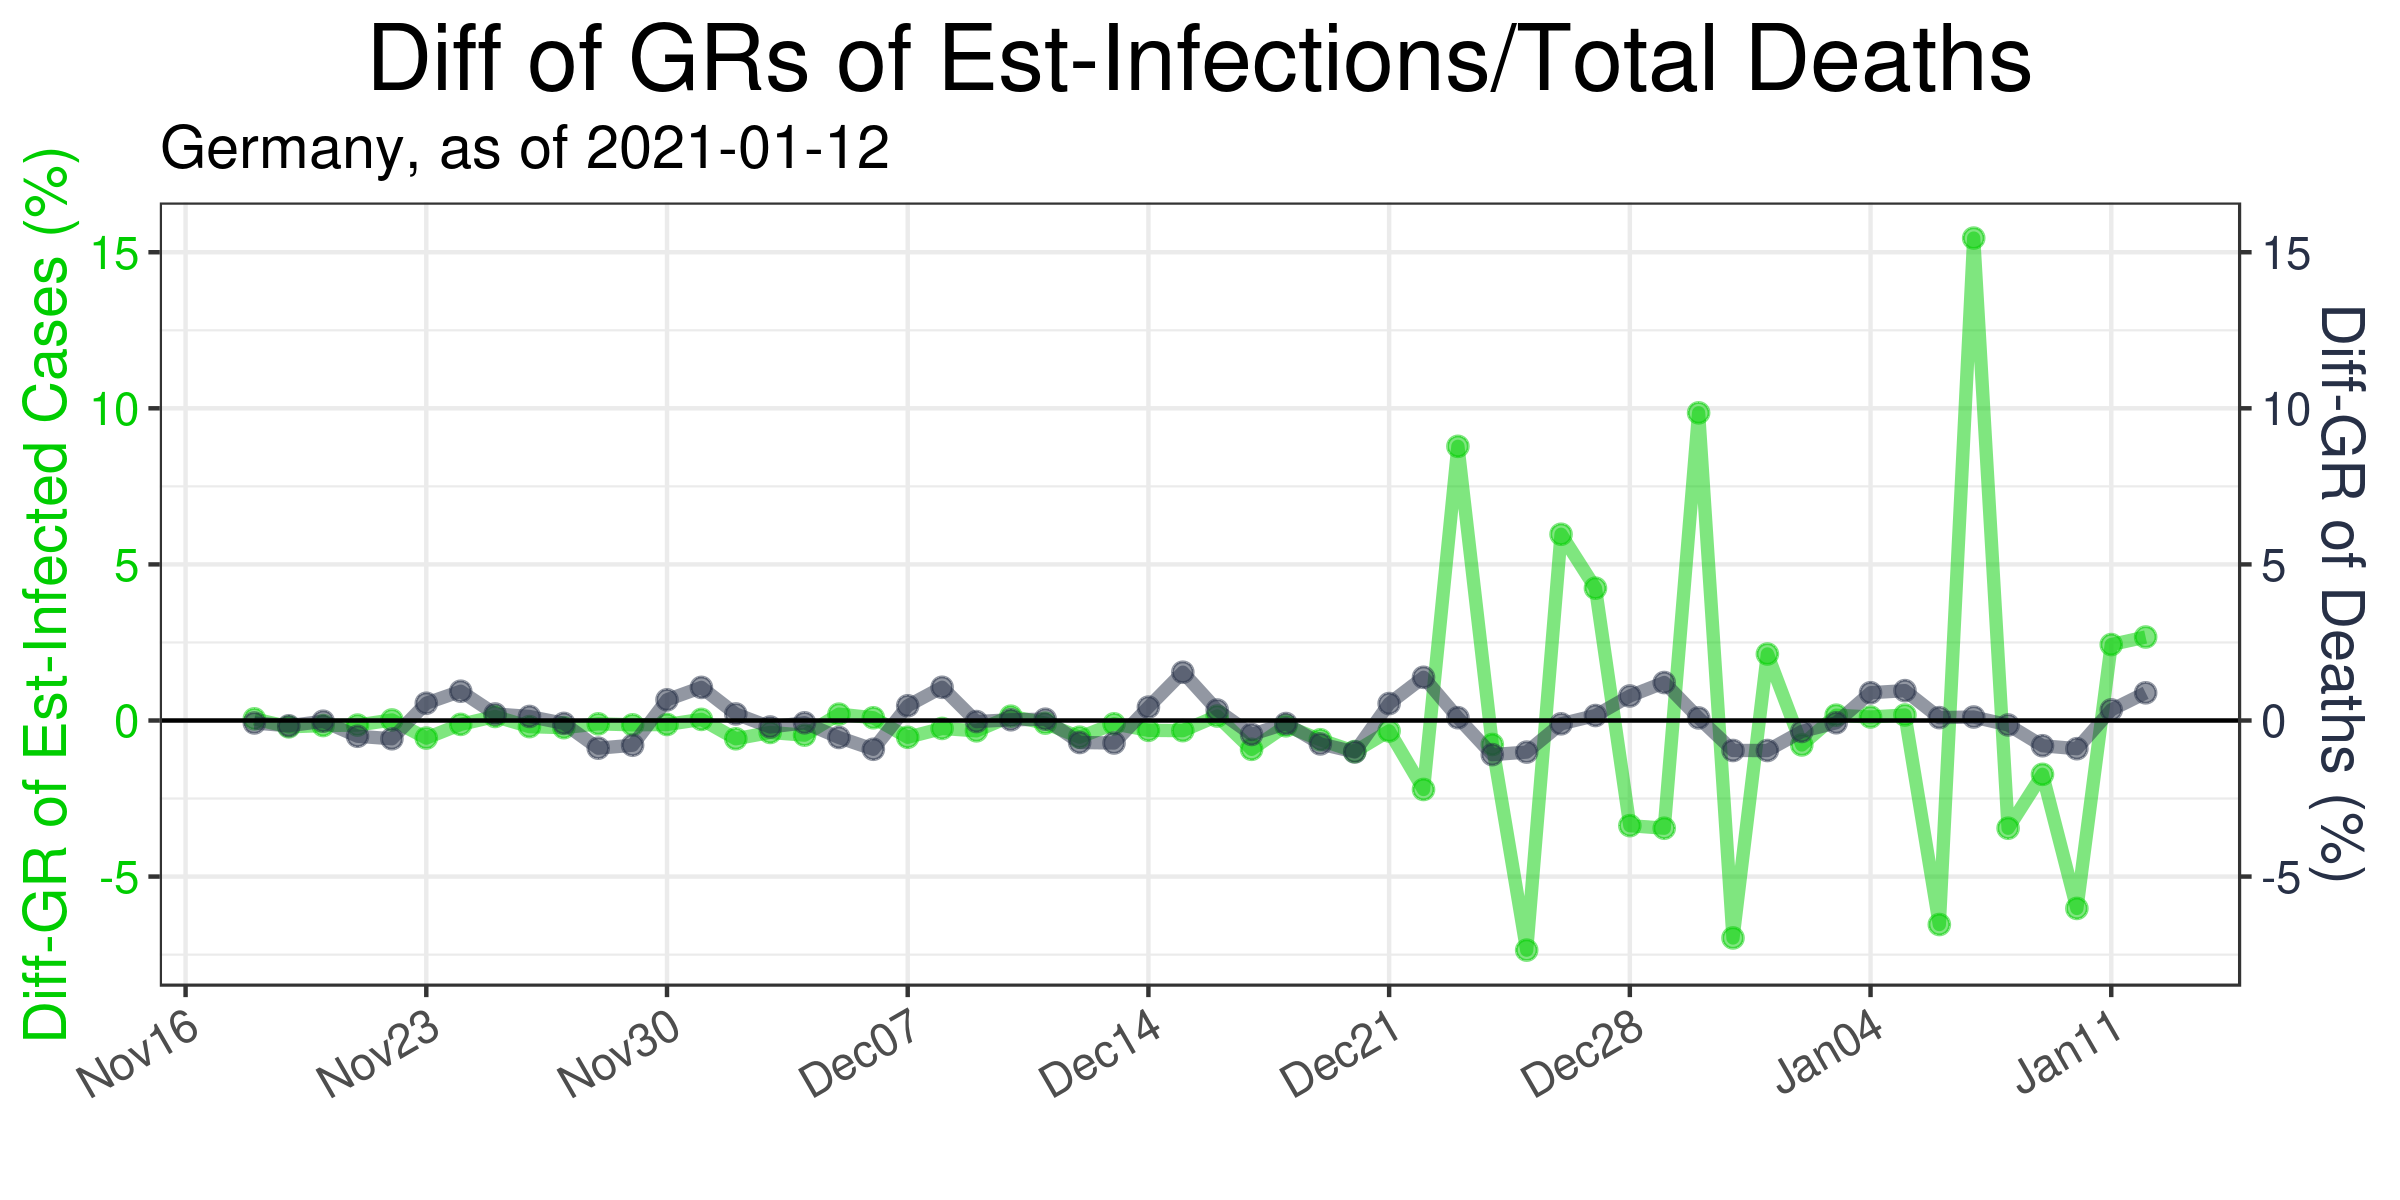 Diff of GRs of Est-Infections/Total Deaths
Germany, as of 2021-01-12
Diff-GR of Est-Infected Cases (%)
15
10
5
0
-5
15
10
5
0
-5
Diff-GR of Deaths (%)
Nov16
Nov23
Nov30
Dec07
Dec14
Dec21
Dec28
Jan04
Jan11